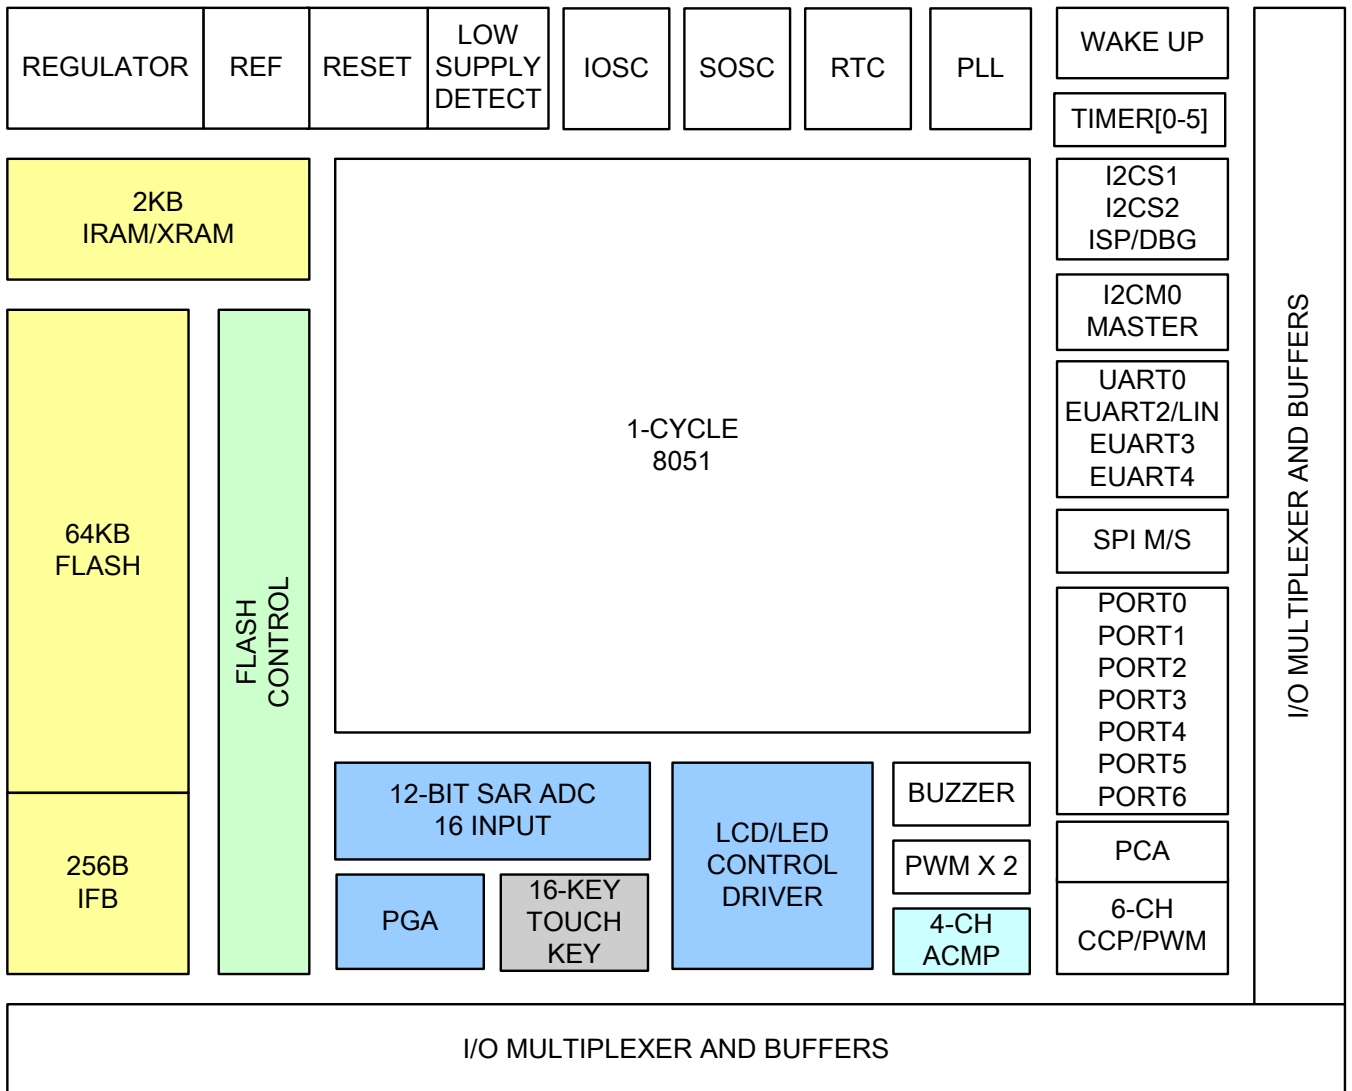 REGULATOR
REF
RESET
LOW
SUPPLY
DETECT
IOSC
SOSC
RTC
PLL
WAKE UP
TIMER[0-5]
2KB
IRAM/XRAM
I2CS1
I2CS2
ISP/DBG
I2CM0
MASTER
64KB
FLASH
FLASH
CONTROL
1-CYCLE
8051
UART0
EUART2/LIN
EUART3
EUART4
SPI M/S
PORT0
PORT1
PORT2
PORT3
PORT4
PORT5
PORT6
I/O MULTIPLEXER AND BUFFERS
256B
IFB
12-BIT SAR ADC
16 INPUT
PGA
16-KEY
TOUCH
KEY
LCD/LED
CONTROL
DRIVER
BUZZER
PWM X 2
4-CH
ACMP
PCA
6-CH
CCP/PWM
I/O MULTIPLEXER AND BUFFERS